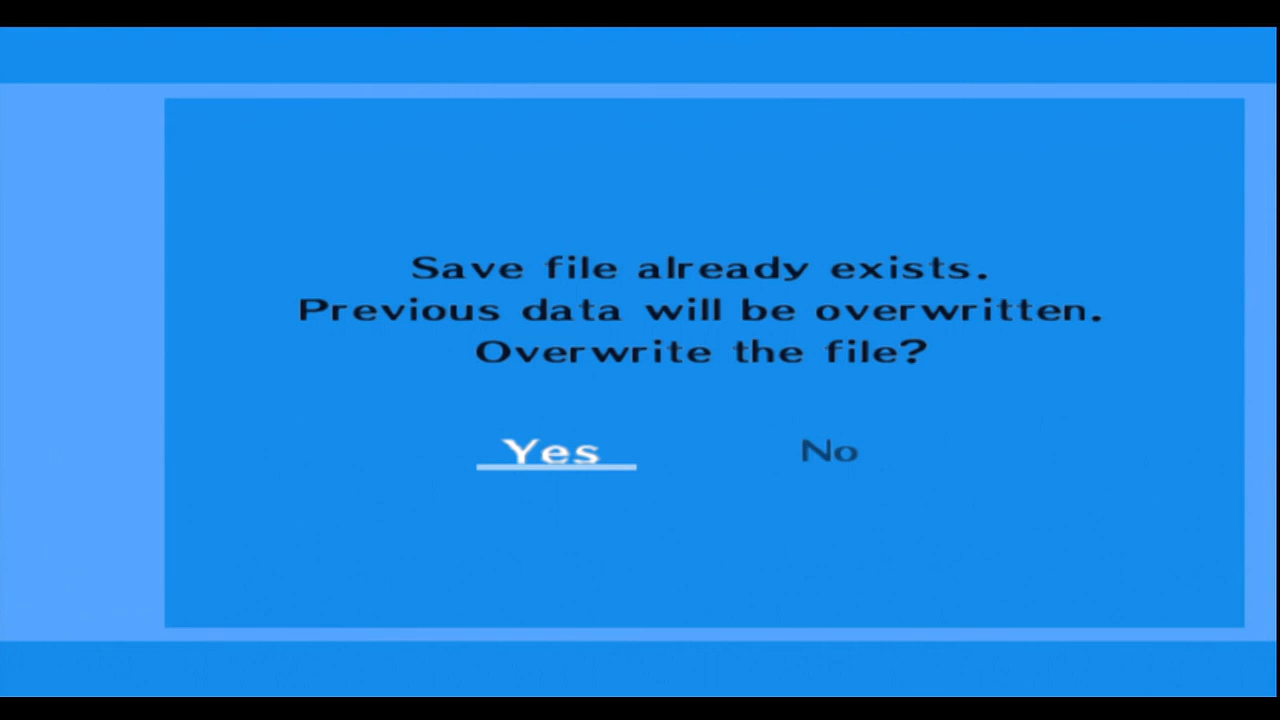 Save file already exists.
Previous data will be overwritten.
Overwrite the file?
Yes No